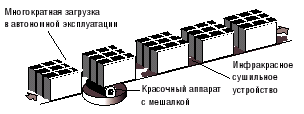 Многократная загрузка
в автономной эксплуатации
Инфракрасное
сушильное
устройство
Красочный аппарат
с мешалкой